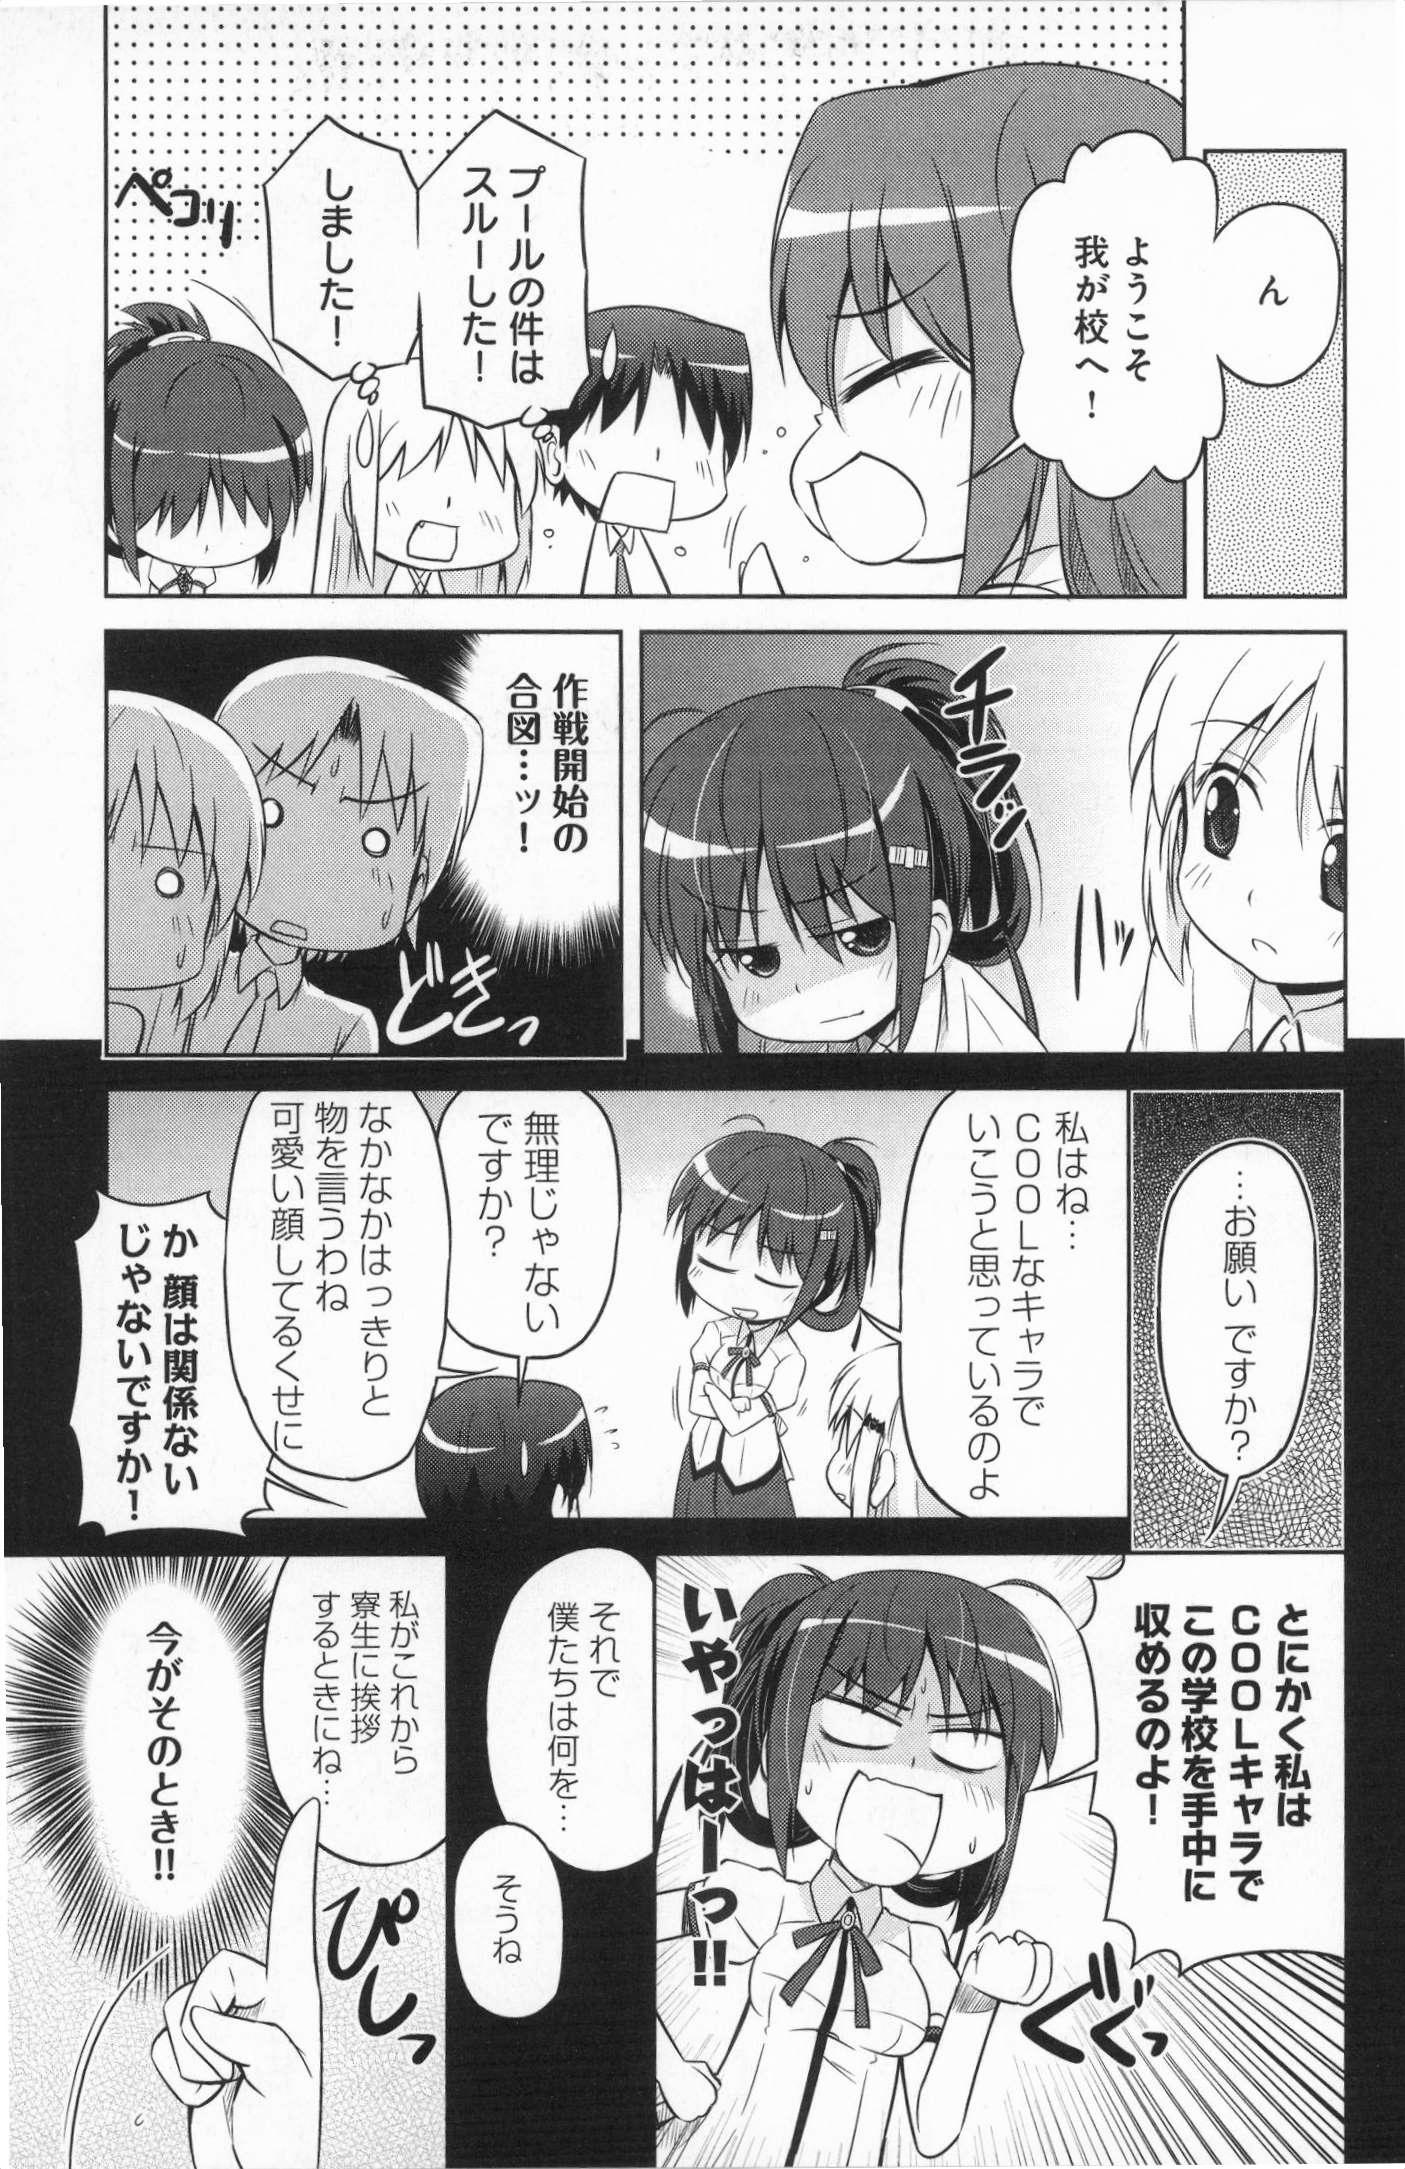 ん
ようこそ
我が校へ！
プールの件は
スルーした！
しました！
ペコリ
チラッ
作戦開始の
合図…ッ！
どきっ
…お願いですか？
私はね…
COOLなキャラで
いこうと思っているのよ
無理じゃない
ですか？
なかなかはっきりと
物を言うわね
可愛い顔してるくせに
か 顔は関係ない
じゃないですか！
とにかく私は
COOLキャラで
この学校を手中に
収めるのよ！
いやっはーっ!!
ぐぐっ
それで
僕たちは何を…
そうね
私がこれから
寮生に挨拶
するときにね…
ぴしっ
今がそのとき!!